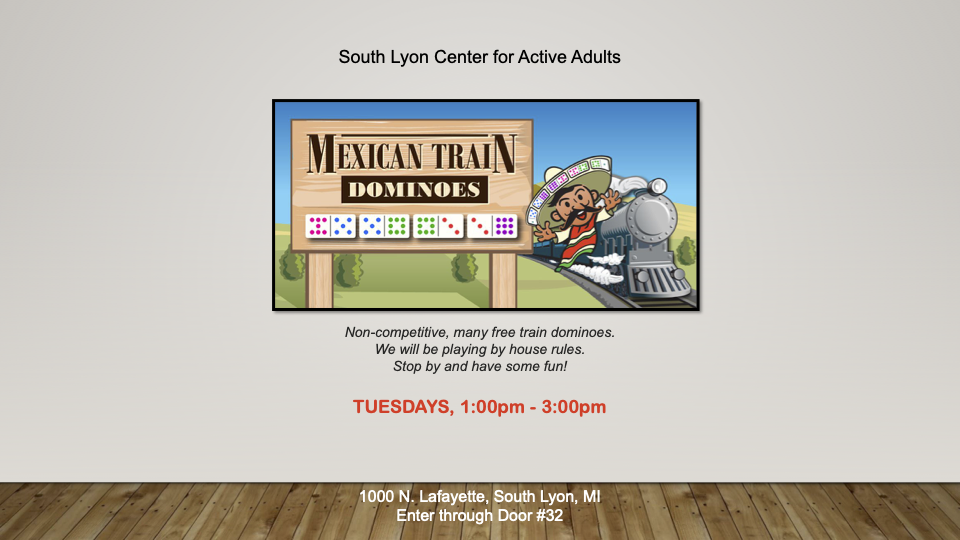 South Lyon Center for Active Adults
MEXICAN TRAIN
DOMINOES
Non-competitive, many free train dominoes.
We will be playing by house rules.
Stop by and have some fun!
TUESDAYS, 1:00pm - 3:00pm
1000 N. Lafayette, South Lyon, MI
Enter through Door #32